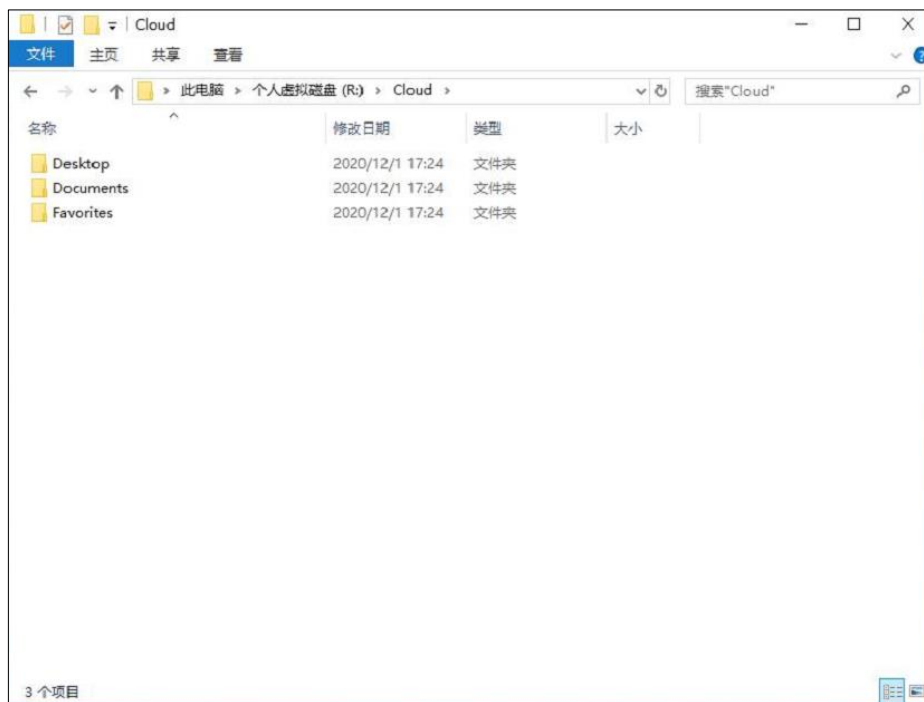 Cloud
文件 主页 共享 查看
此电脑 > 个人虚拟磁盘 (R:) > Cloud >
搜索"Cloud"
名称 修改日期 类型 大小
Desktop 2020/12/1 17:24 文件夹
Documents 2020/12/1 17:24 文件夹
Favorites 2020/12/1 17:24 文件夹
3 个项目